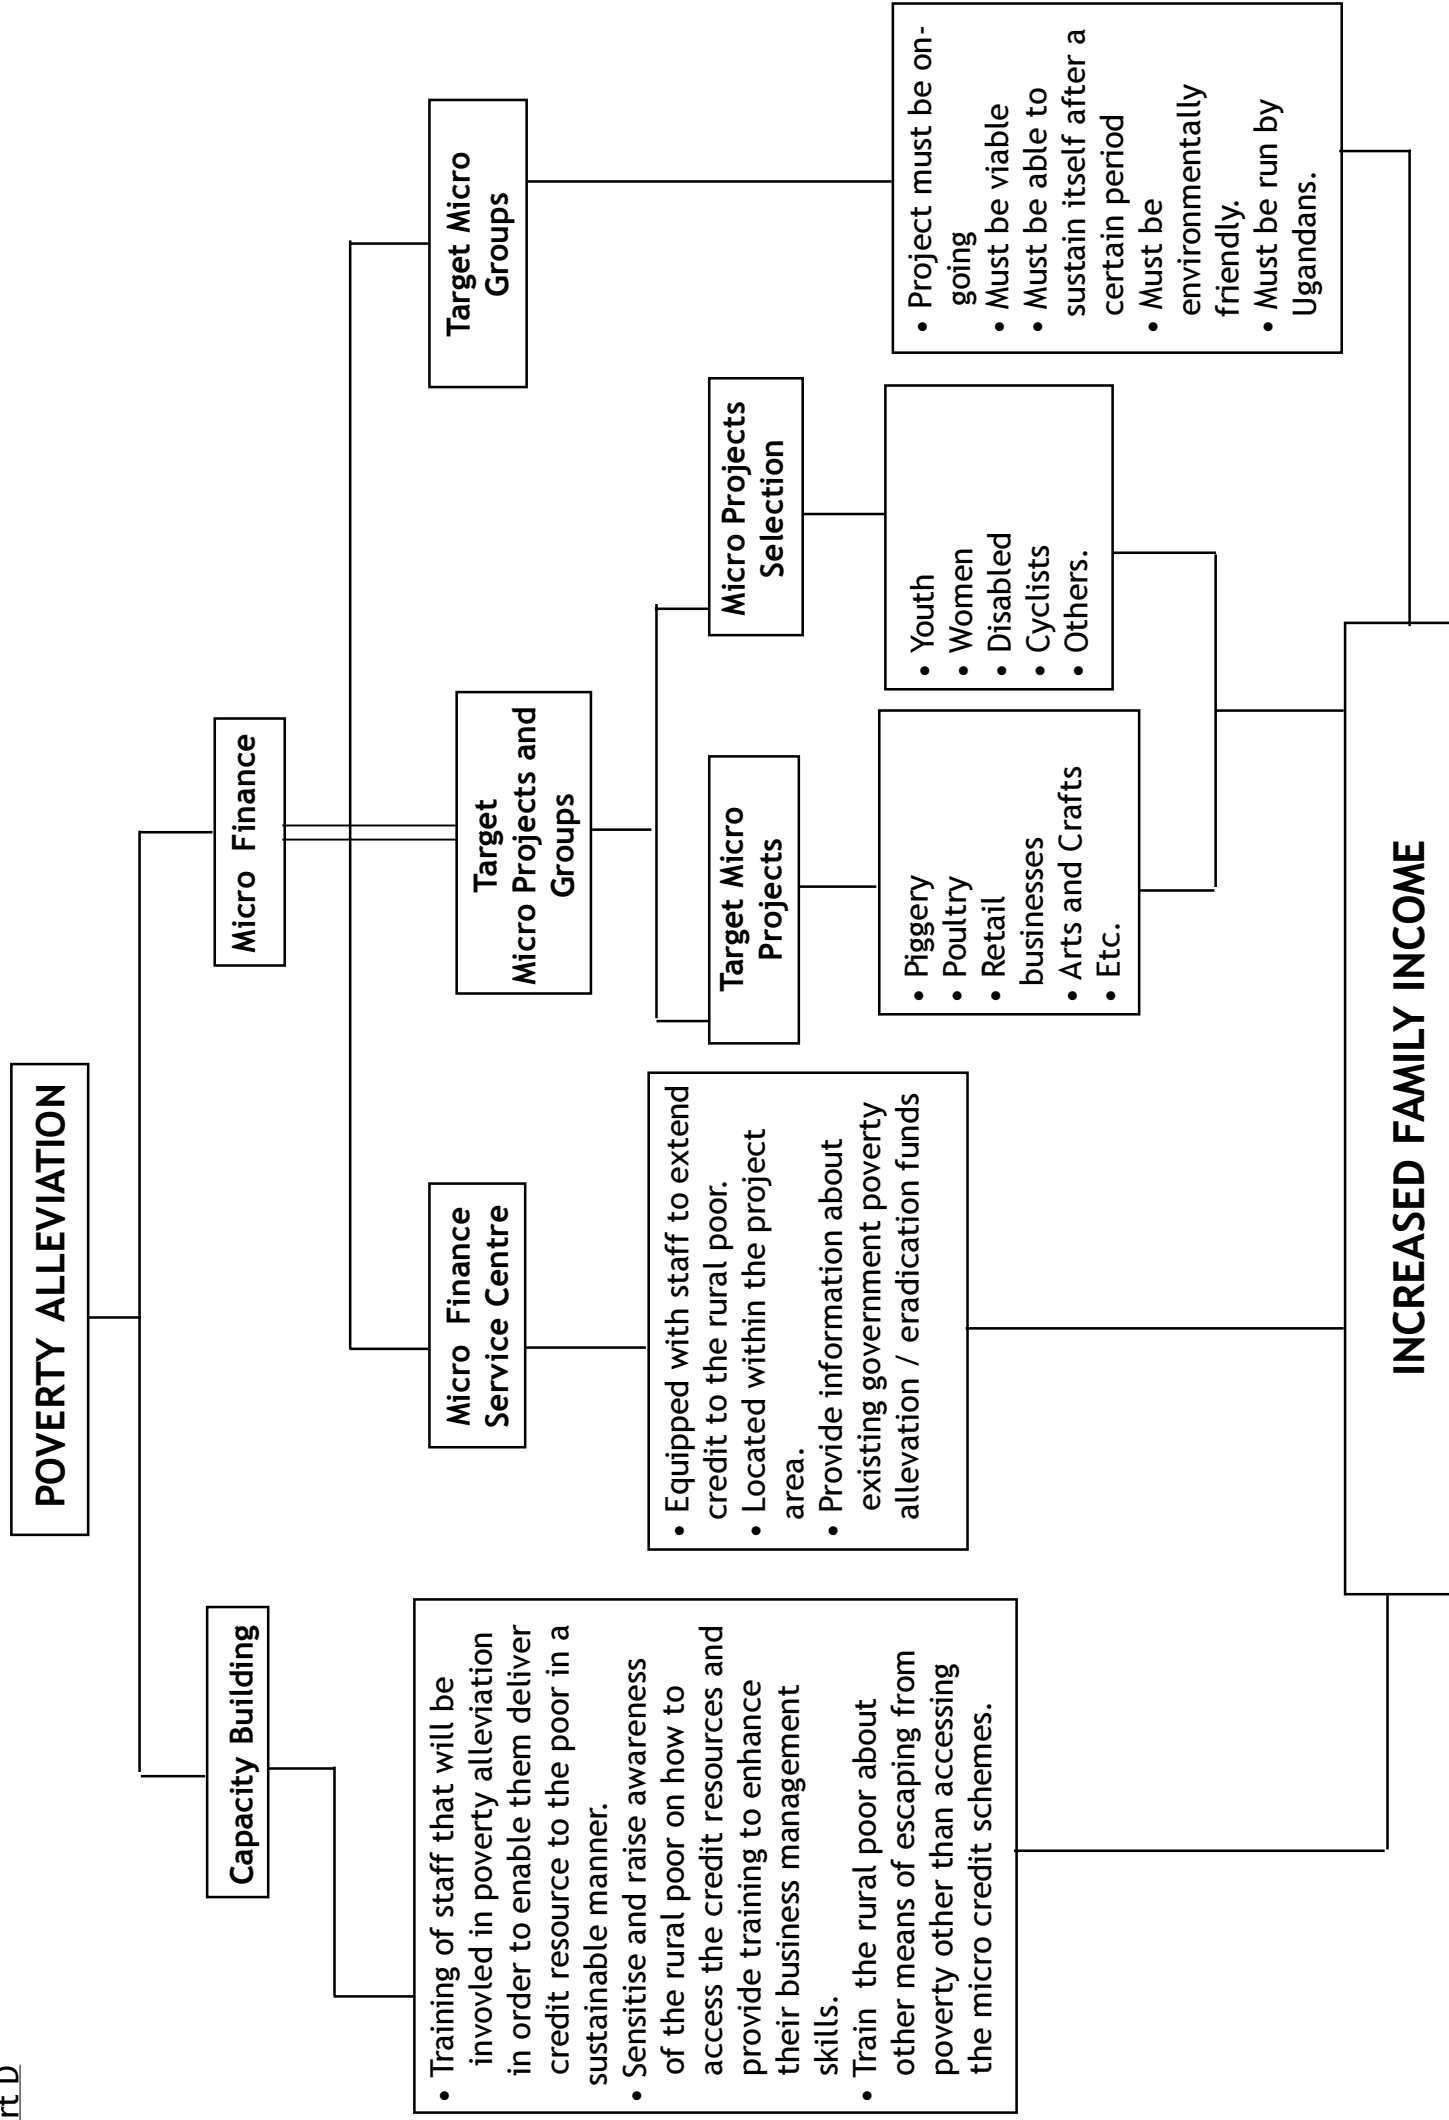 rt D
POVERTY ALLEVIATION
Capacity Building
Micro Finance
• Training of staff that will be
invovled in poverty alleviation
in order to enable them deliver
credit resource to the poor in a
sustainable manner.
• Sensitise and raise awareness
of the rural poor on how to
access the credit resources and
provide training to enhance
their business management
skills.
• Train the rural poor about
other means of escaping from
poverty other than accessing
the micro credit schemes.
Micro Finance
Service Centre
• Equipped with staff to extend
credit to the rural poor.
• Located within the project
area.
• Provide information about
existing government poverty
allevation / eradication funds
Target
Micro Projects and
Groups
Target Micro
Projects
• Piggery
• Poultry
• Retail
businesses
• Arts and Crafts
• Etc.
Micro Projects
Selection
• Youth
• Women
• Disabled
• Cyclists
• Others.
Target Micro
Groups
• Project must be on-
going
• Must be viable
• Must be able to
sustain itself after a
certain period
• Must be
environmentally
friendly.
• Must be run by
Ugandans.
INCREASED FAMILY INCOME